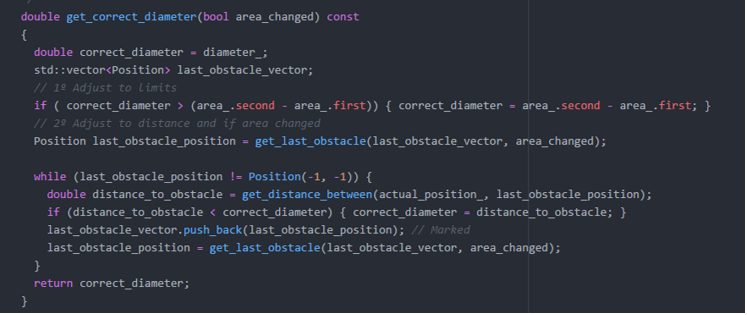 double get_correct_diameter(bool area_changed) const
{
  double correct_diameter = diameter_;
  std::vector<Position> last_obstacle_vector;
  // 1º Adjust to limits
  if ( correct_diameter > (area_.second - area_.first)) { correct_diameter = area_.second - area_.first; }
  // 2º Adjust to distance and if area changed
  Position last_obstacle_position = get_last_obstacle(last_obstacle_vector, area_changed);

  while (last_obstacle_position != Position(-1, -1)) {
    double distance_to_obstacle = get_distance_between(actual_position_, last_obstacle_position);
    if (distance_to_obstacle < correct_diameter) { correct_diameter = distance_to_obstacle; }
    last_obstacle_vector.push_back(last_obstacle_position); // Marked
    last_obstacle_position = get_last_obstacle(last_obstacle_vector, area_changed);
  }
  return correct_diameter;
}